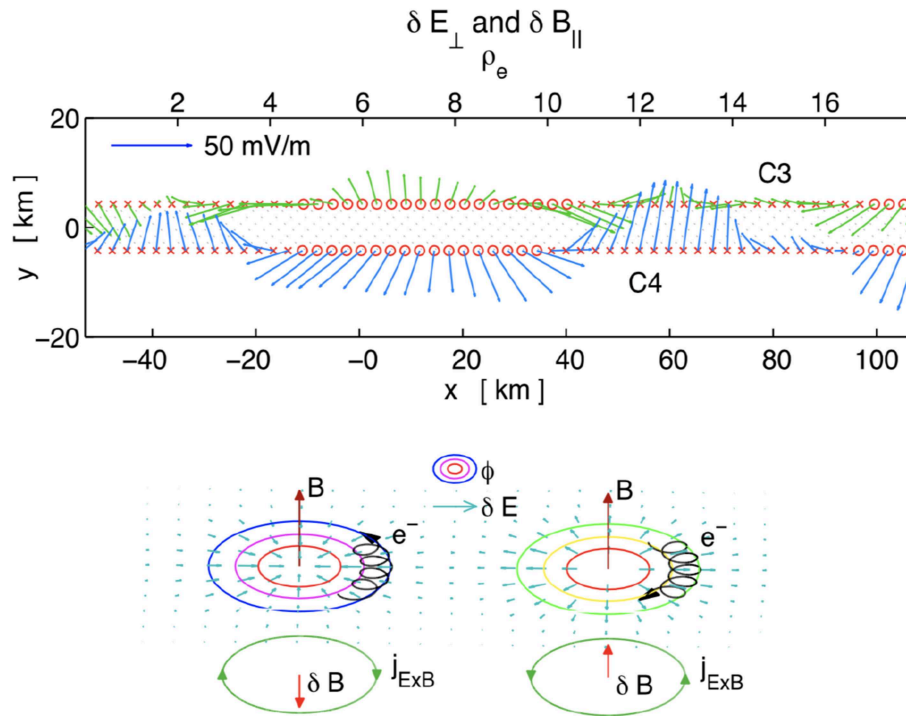 δ E⊥ and δ B||
ρe
2 4 6 8 10 12 14 16
20
50 mV/m
C3
y [ km ]
0
C4
−20
−40 −20 −0 20 40 60 80 100
x [ km ]
ϕ
B δ E B
e− e−
jExB jExB
δ B δ B